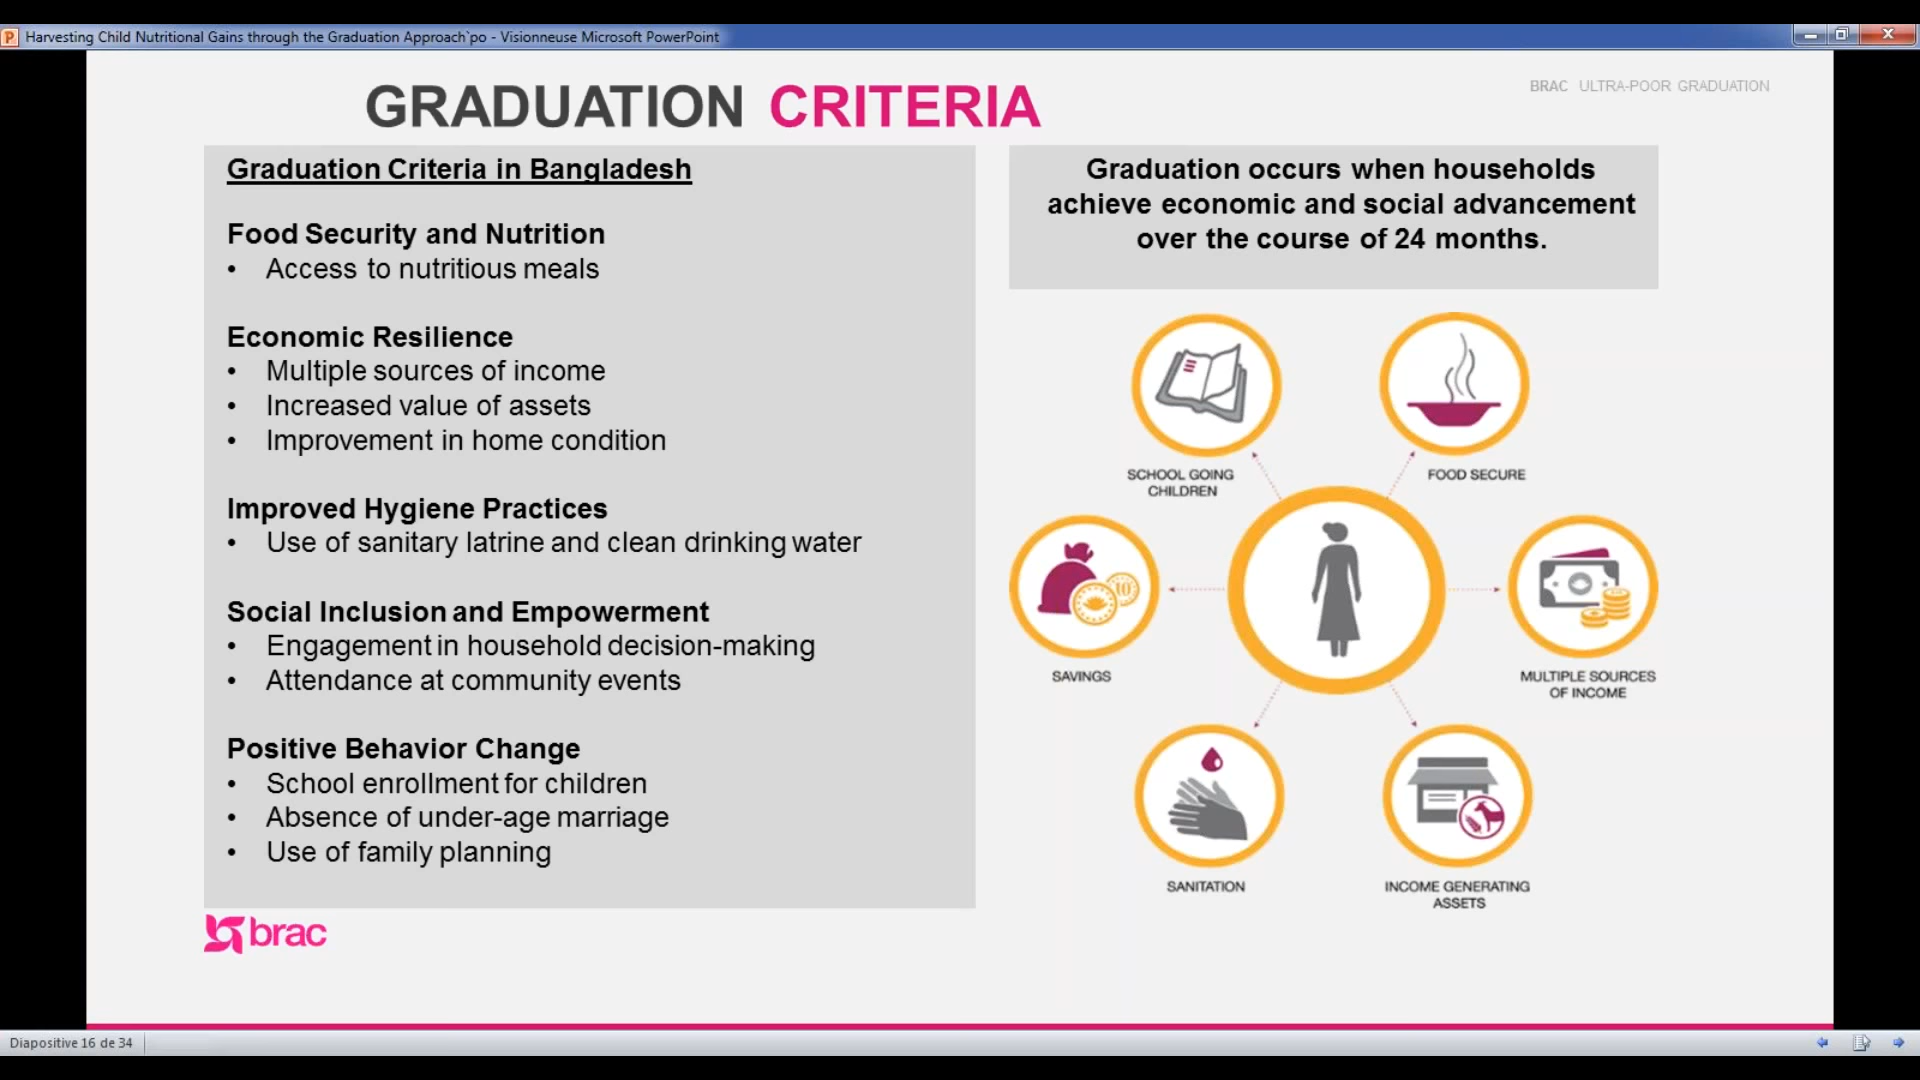 Harvesting Child Nutritional Gains through the Graduation Approach`po - Visionneuse Microsoft PowerPoint
BRAC ULTRA-POOR GRADUATION
GRADUATION CRITERIA
Graduation Criteria in Bangladesh
Food Security and Nutrition
• Access to nutritious meals
Economic Resilience
• Multiple sources of income
• Increased value of assets
• Improvement in home condition
Improved Hygiene Practices
• Use of sanitary latrine and clean drinking water
Social Inclusion and Empowerment
• Engagement in household decision-making
• Attendance at community events
Positive Behavior Change
• School enrollment for children
• Absence of under-age marriage
• Use of family planning
Graduation occurs when households
achieve economic and social advancement
over the course of 24 months.
SCHOOL GOING
CHILDREN
FOOD SECURE
SAVINGS
10
MULTIPLE SOURCES
OF INCOME
SANITATION
INCOME GENERATING
ASSETS
brac
Diapositive 16 de 34